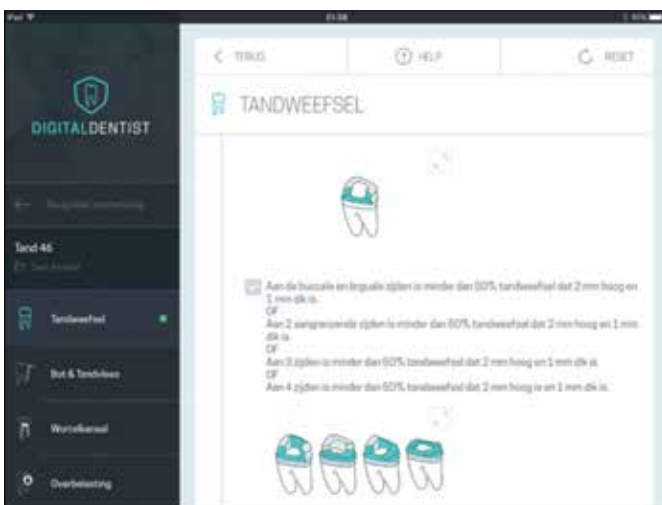 iPad
TERUG
HELP
RESET
DIGITALDENTIST
TANDWEEFSEL
Tand 46
Tandweefsel
Bot & Tandvlees
Wortelkanaal
Overbelasting
Aan de buccale en linguale zijden is minder dan 50% tandweefsel dat 2 mm hoog en
1 mm dik is.
OF
Aan 2 aangrenzende zijden is minder dan 50% tandweefsel dat 2 mm hoog en 1 mm
dik is.
OF
Aan 3 zijden is minder dan 50% tandweefsel dat 2 mm hoog en 1 mm dik is.
OF
Aan 4 zijden is minder dan 50% tandweefsel dat 2 mm hoog is en 1 mm dik is.